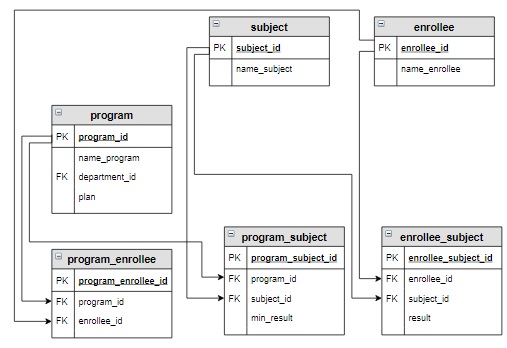 subject
PK subject_id
name_subject
enrollee
PK enrollee_id
name_enrollee
program
PK program_id
name_program
FK department_id
plan
program_enrollee
PK program_enrollee_id
FK program_id
FK enrollee_id
program_subject
PK program_subject_id
FK program_id
FK subject_id
min_result
enrollee_subject
PK enrollee_subject_id
FK enrollee_id
FK subject_id
result